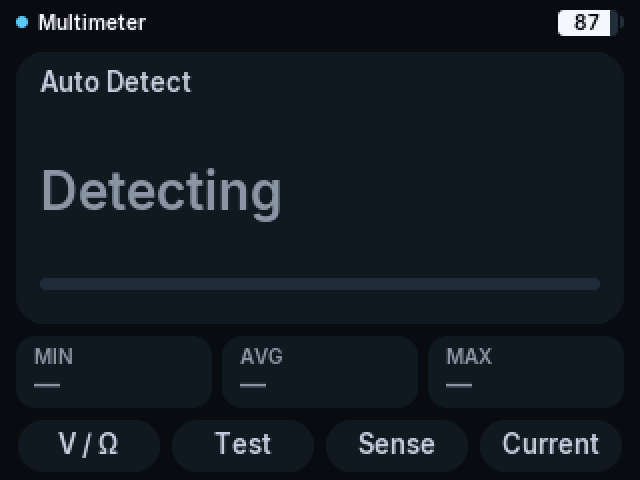 Multimeter
87
Auto Detect
Detecting
MIN
—
AVG
—
MAX
—
V / Ω
Test
Sense
Current